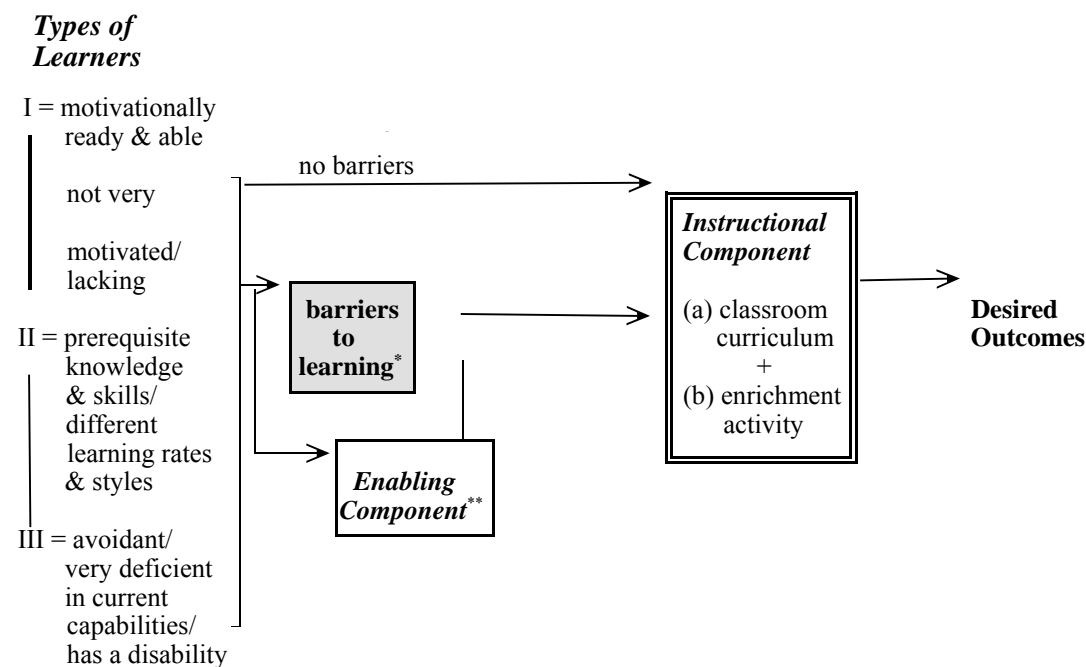 Types of
Learners
I = motivationally
ready & able
not very
motivated/
lacking
II = prerequisite
knowledge
& skills/
different
learning rates
& styles
III = avoidant/
very deficient
in current
capabilities/
has a disability
no barriers
barriers
to
learning*
Enabling
Component**
Instructional
Component
(a) classroom
curriculum
+
(b) enrichment
activity
Desired
Outcomes